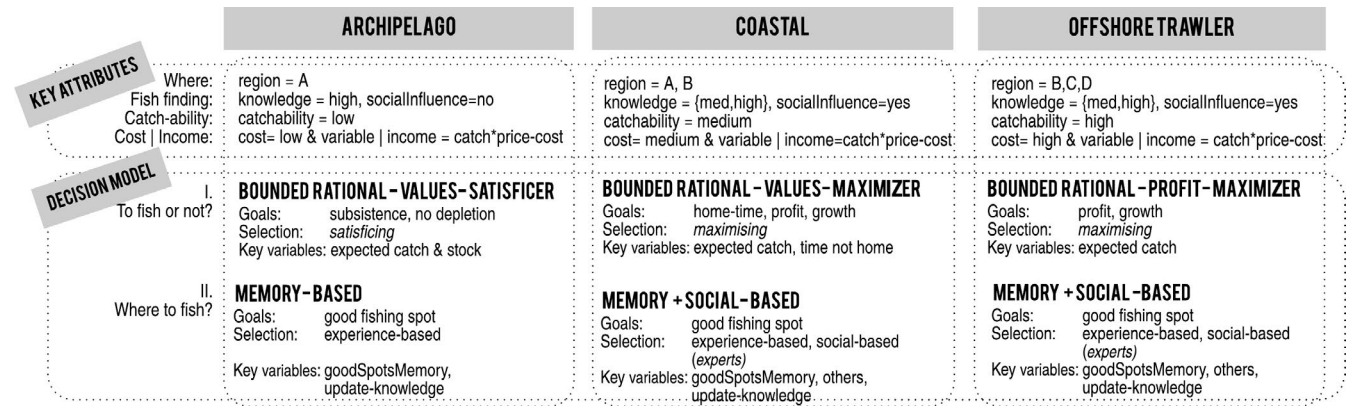 ARCHIPELAGO
COASTAL
OFFSHORE TRAWLER
KEY ATTRIBUTES
Where:
Fish finding:
Catch-ability:
Cost | Income:
region = A
knowledge = high, socialInfluence=no
catchability = low
cost= low & variable | income = catch*price-cost
region = A, B
knowledge = {med,high}, socialInfluence=yes
catchability = medium
cost= medium & variable | income=catch*price-cost
region = B,C,D
knowledge = {med,high}, socialInfluence=yes
catchability = high
cost= high & variable | income = catch*price-cost
DECISION MODEL
I.
To fish or not?
BOUNDED RATIONAL - VALUES - SATISFICER
Goals: subsistence, no depletion
Selection: satisficing
Key variables: expected catch & stock
BOUNDED RATIONAL - VALUES - MAXIMIZER
Goals: home-time, profit, growth
Selection: maximising
Key variables: expected catch, time not home
BOUNDED RATIONAL - PROFIT - MAXIMIZER
Goals: profit, growth
Selection: maximising
Key variables: expected catch
II.
Where to fish?
MEMORY-BASED
Goals: good fishing spot
Selection: experience-based
Key variables: goodSpotsMemory,
update-knowledge
MEMORY + SOCIAL-BASED
Goals: good fishing spot
Selection: experience-based, social-based
(experts)
Key variables: goodSpotsMemory, others,
update-knowledge
MEMORY + SOCIAL-BASED
Goals: good fishing spot
Selection: experience-based, social-based
(experts)
Key variables: goodSpotsMemory, others,
update-knowledge